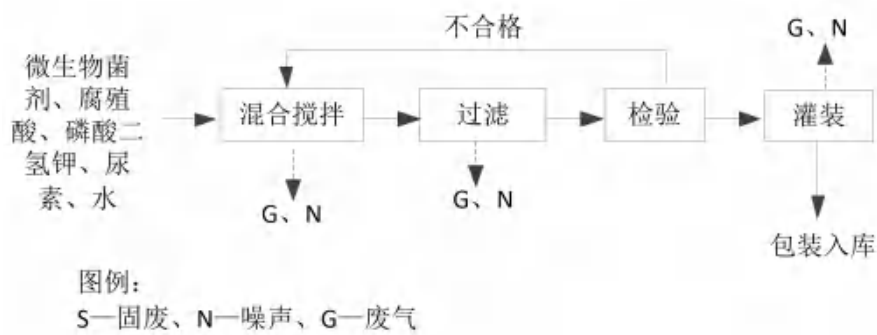 不合格
G、N
微生物菌
剂、腐殖
酸、磷酸二
氢钾、尿
素、水
混合搅拌
过滤
检验
灌装
G、N
G、N
包装入库
图例：
S—固废、N—噪声、G—废气